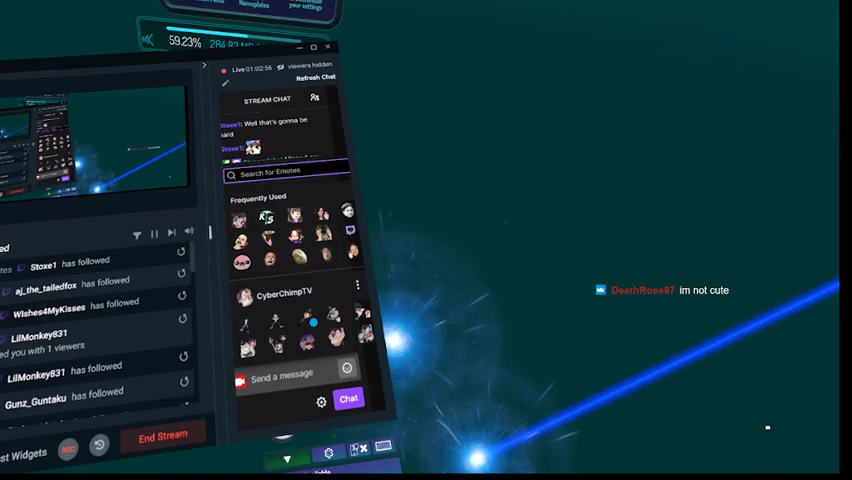 Nameplates
your settings
59.23%
Live 01:02:56 viewers hidden
Refresh Chat
STREAM CHAT
Stoxe1: Well that's gonna be
hard
Stoxe1:
Search for Emotes
Frequently Used
CyberChimpTV
Send a message
Chat
Stoxe1 has followed
aj_the_tailedfox has followed
Wishes4MyKisses has followed
LilMonkey831
ed you with 1 viewers
LilMonkey831 has followed
Gunz_Guntaku has followed
Widgets
REC
End Stream
DeathRose87 im not cute